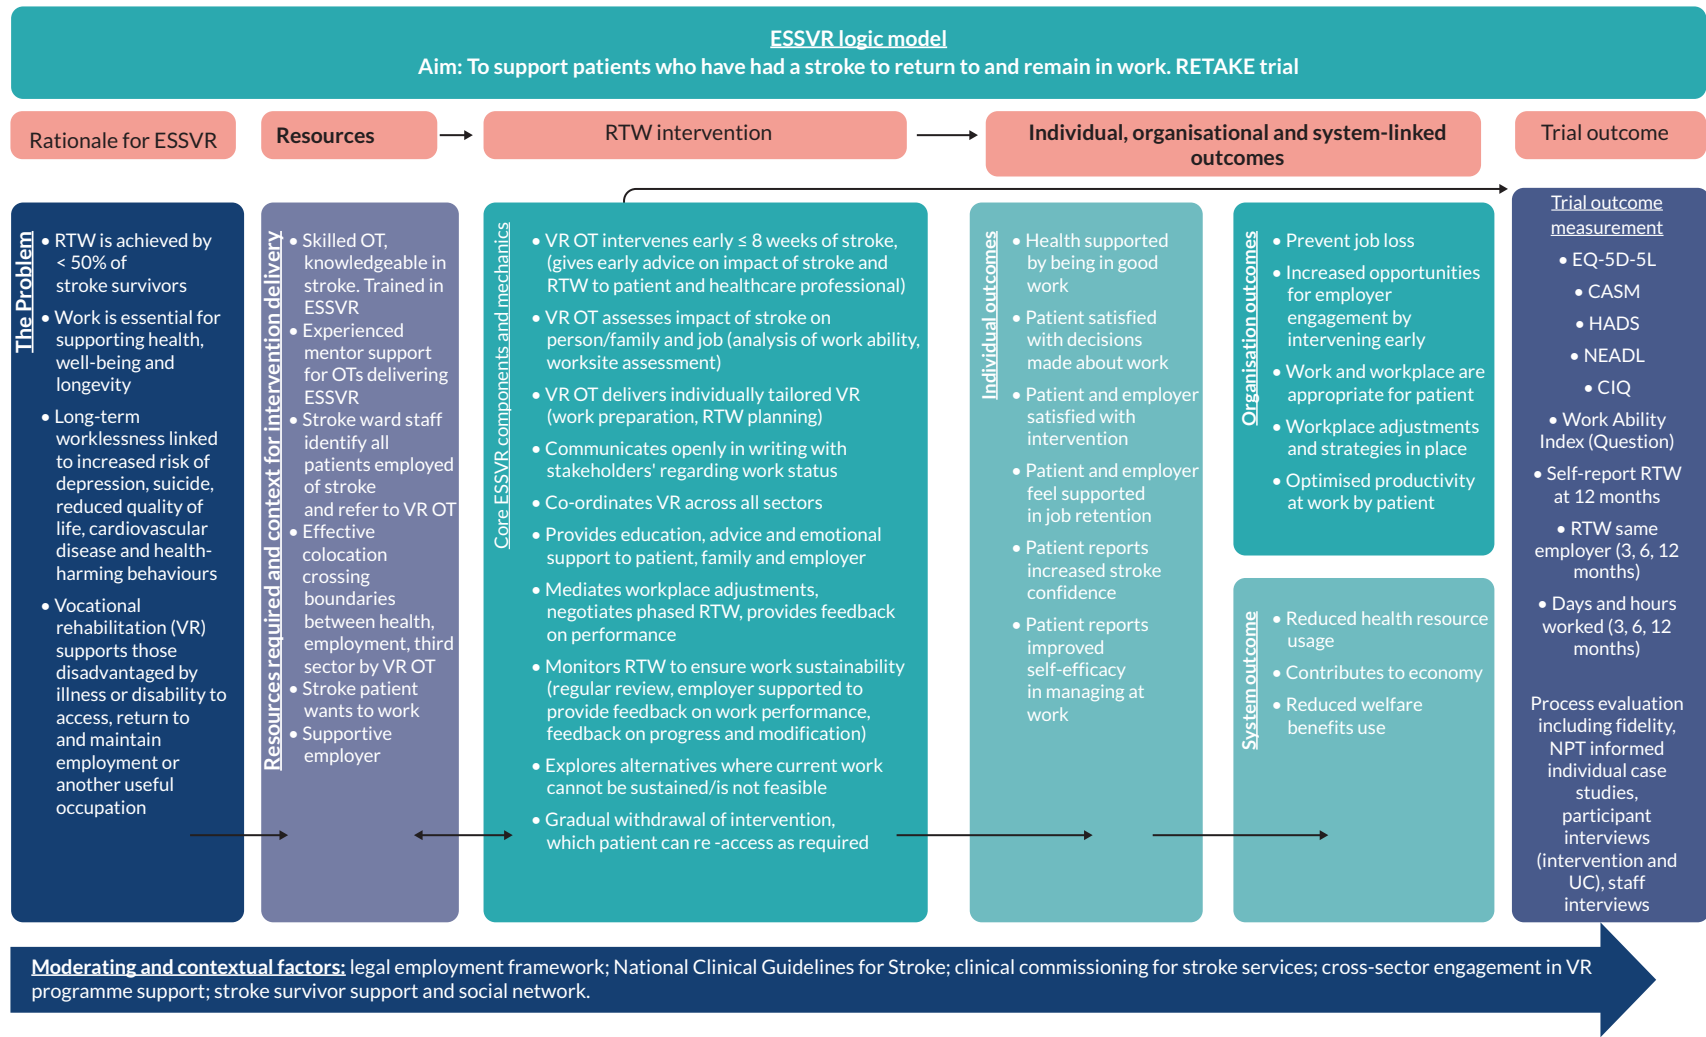 ESSVR logic model
Aim: To support patients who have had a stroke to return to and remain in work. RETAKE trial
Rationale for ESSVR
Resources
RTW intervention
Individual, organisational and system-linked
outcomes
Trial outcome
The Problem
• RTW is achieved by
< 50% of
stroke survivors
• Work is essential for
supporting health,
well-being and
longevity
• Long-term
worklessness linked
to increased risk of
depression, suicide,
reduced quality of
life, cardiovascular
disease and health-
harming behaviours
• Vocational
rehabilitation (VR)
supports those
disadvantaged by
illness or disability to
access, return to
and maintain
employment or
another useful
occupation
Resources required and context for intervention delivery
• Skilled OT,
knowledgeable in
stroke. Trained in
ESSVR
• Experienced
mentor support
for OTs delivering
ESSVR
• Stroke ward staff
identify all
patients employed
of stroke
and refer to VR OT
• Effective
colocation
crossing
boundaries
between health,
employment, third
sector by VR OT
• Stroke patient
wants to work
• Supportive
employer
Core ESSVR components and mechanics
• VR OT intervenes early ≤ 8 weeks of stroke,
(gives early advice on impact of stroke and
RTW to patient and healthcare professional)
• VR OT assesses impact of stroke on
person/family and job (analysis of work ability,
worksite assessment)
• VR OT delivers individually tailored VR
(work preparation, RTW planning)
• Communicates openly in writing with
stakeholders' regarding work status
• Co-ordinates VR across all sectors
• Provides education, advice and emotional
support to patient, family and employer
• Mediates workplace adjustments,
negotiates phased RTW, provides feedback
on performance
• Monitors RTW to ensure work sustainability
(regular review, employer supported to
provide feedback on work performance,
feedback on progress and modification)
• Explores alternatives where current work
cannot be sustained/is not feasible
• Gradual withdrawal of intervention,
which patient can re -access as required
Individual outcomes
• Health supported
by being in good
work
• Patient satisfied
with decisions
made about work
• Patient and employer
satisfied with
intervention
• Patient and employer
feel supported
in job retention
• Patient reports
increased stroke
confidence
• Patient reports
improved
self-efficacy
in managing at
work
Organisation outcomes
• Prevent job loss
• Increased opportunities
for employer
engagement by
intervening early
• Work and workplace are
appropriate for patient
• Workplace adjustments
and strategies in place
• Optimised productivity
at work by patient
System outcome
• Reduced health resource
usage
• Contributes to economy
• Reduced welfare
benefits use
Trial outcome
measurement
• EQ-5D-5L
• CASM
• HADS
• NEADL
• CIQ
• Work Ability
Index (Question)
• Self-report RTW
at 12 months
• RTW same
employer (3, 6, 12
months)
• Days and hours
worked (3, 6, 12
months)
Process evaluation
including fidelity,
NPT informed
individual case
studies,
participant
interviews
(intervention and
UC), staff
interviews
Moderating and contextual factors: legal employment framework; National Clinical Guidelines for Stroke; clinical commissioning for stroke services; cross-sector engagement in VR
programme support; stroke survivor support and social network.